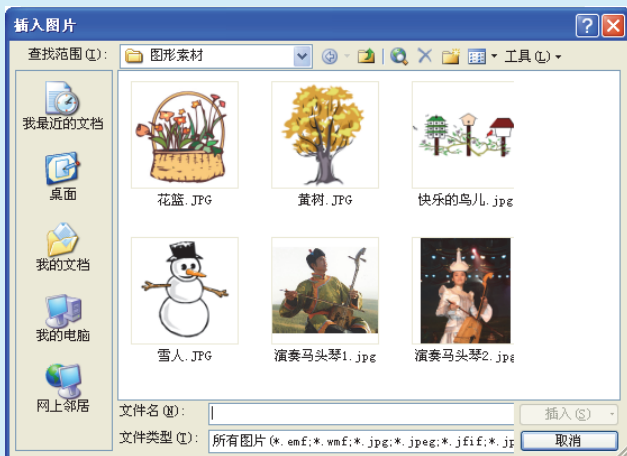 插入图片
查找范围(I): 图形素材 工具(L)
我最近的文档
桌面
我的文档
我的电脑
网上邻居
花篮.JPG 黄树.JPG 快乐的鸟儿.jpg
雪人.JPG 演奏马头琴1.jpg 演奏马头琴2.jpg
文件名(N): 插入(S)
文件类型(T): 所有图片(*.emf;*.wmf;*.jpg;*.jpeg;*.jfif;*.jp 取消